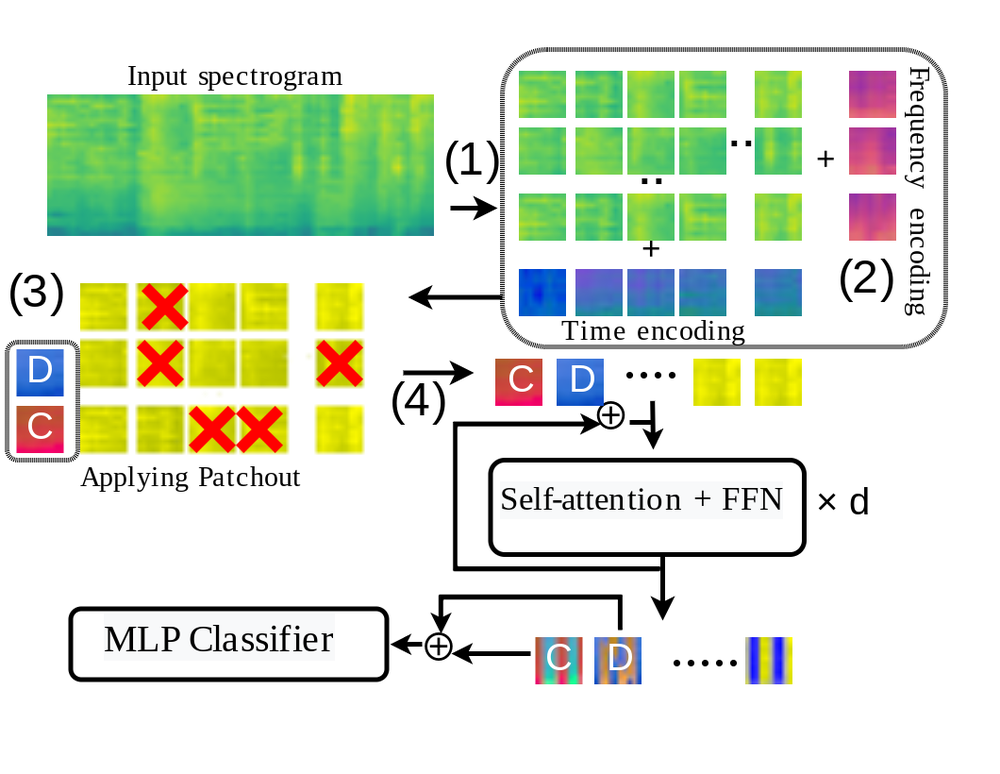 Input spectrogram
(1)
+
Frequency encoding
+
(2)
Time encoding
(3)
D
C
Applying Patchout
(4)
C D ....
+
Self-attention + FFN
× d
MLP Classifier
+
C D .....